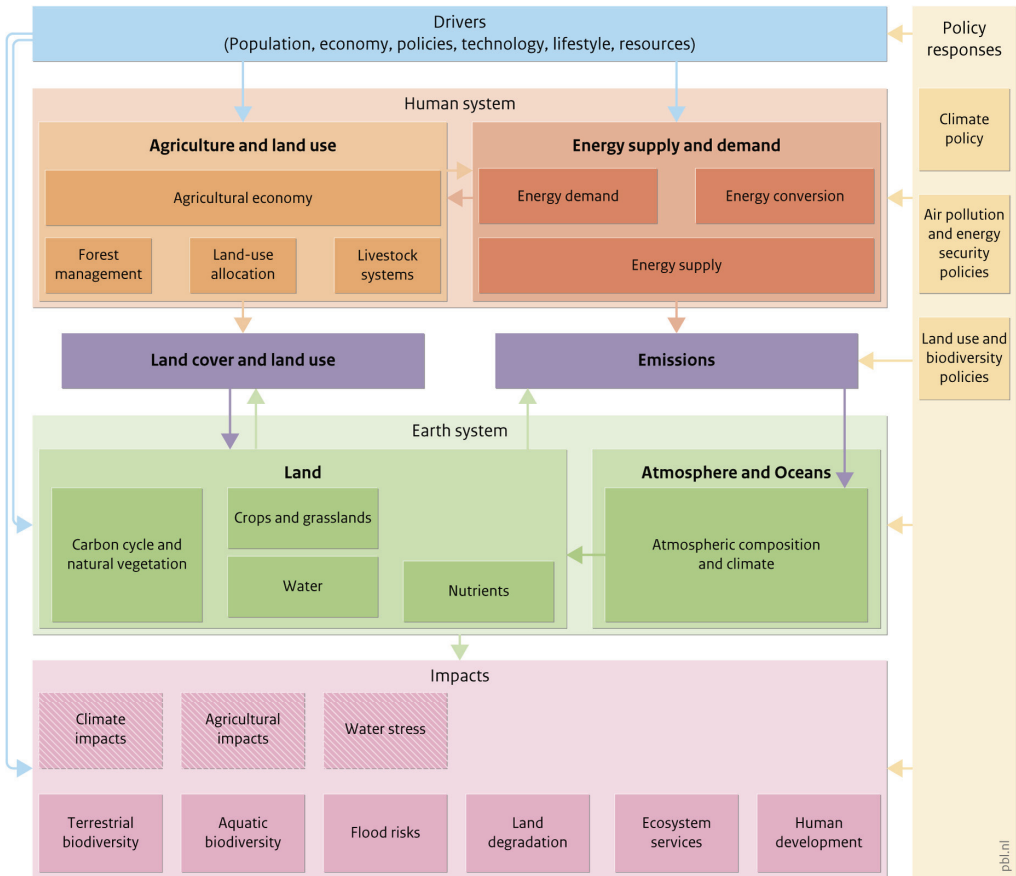 Drivers
(Population, economy, policies, technology, lifestyle, resources)
Policy
responses
Climate
policy
Air pollution
and energy
security
policies
Land use and
biodiversity
policies
Human system
Agriculture and land use
Agricultural economy
Forest
management
Land-use
allocation
Livestock
systems
Energy supply and demand
Energy demand
Energy conversion
Energy supply
Land cover and land use
Emissions
Earth system
Land
Carbon cycle and
natural vegetation
Crops and grasslands
Water
Nutrients
Atmosphere and Oceans
Atmospheric composition
and climate
Impacts
Climate
impacts
Agricultural
impacts
Water stress
Terrestrial
biodiversity
Aquatic
biodiversity
Flood risks
Land
degradation
Ecosystem
services
Human
development
pbl.nl